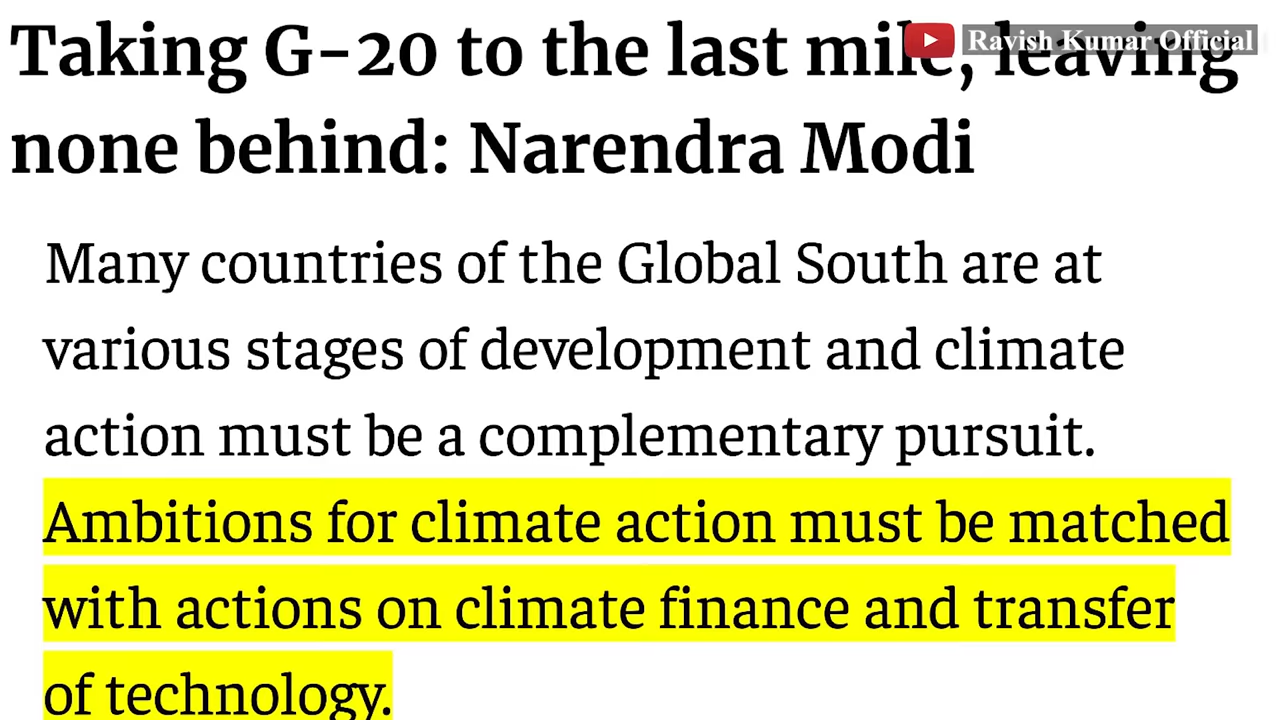 Taking G-20 to the last mile, leaving
Ravish Kumar Official
none behind: Narendra Modi
Many countries of the Global South are at
various stages of development and climate
action must be a complementary pursuit.
Ambitions for climate action must be matched
with actions on climate finance and transfer
of technology.